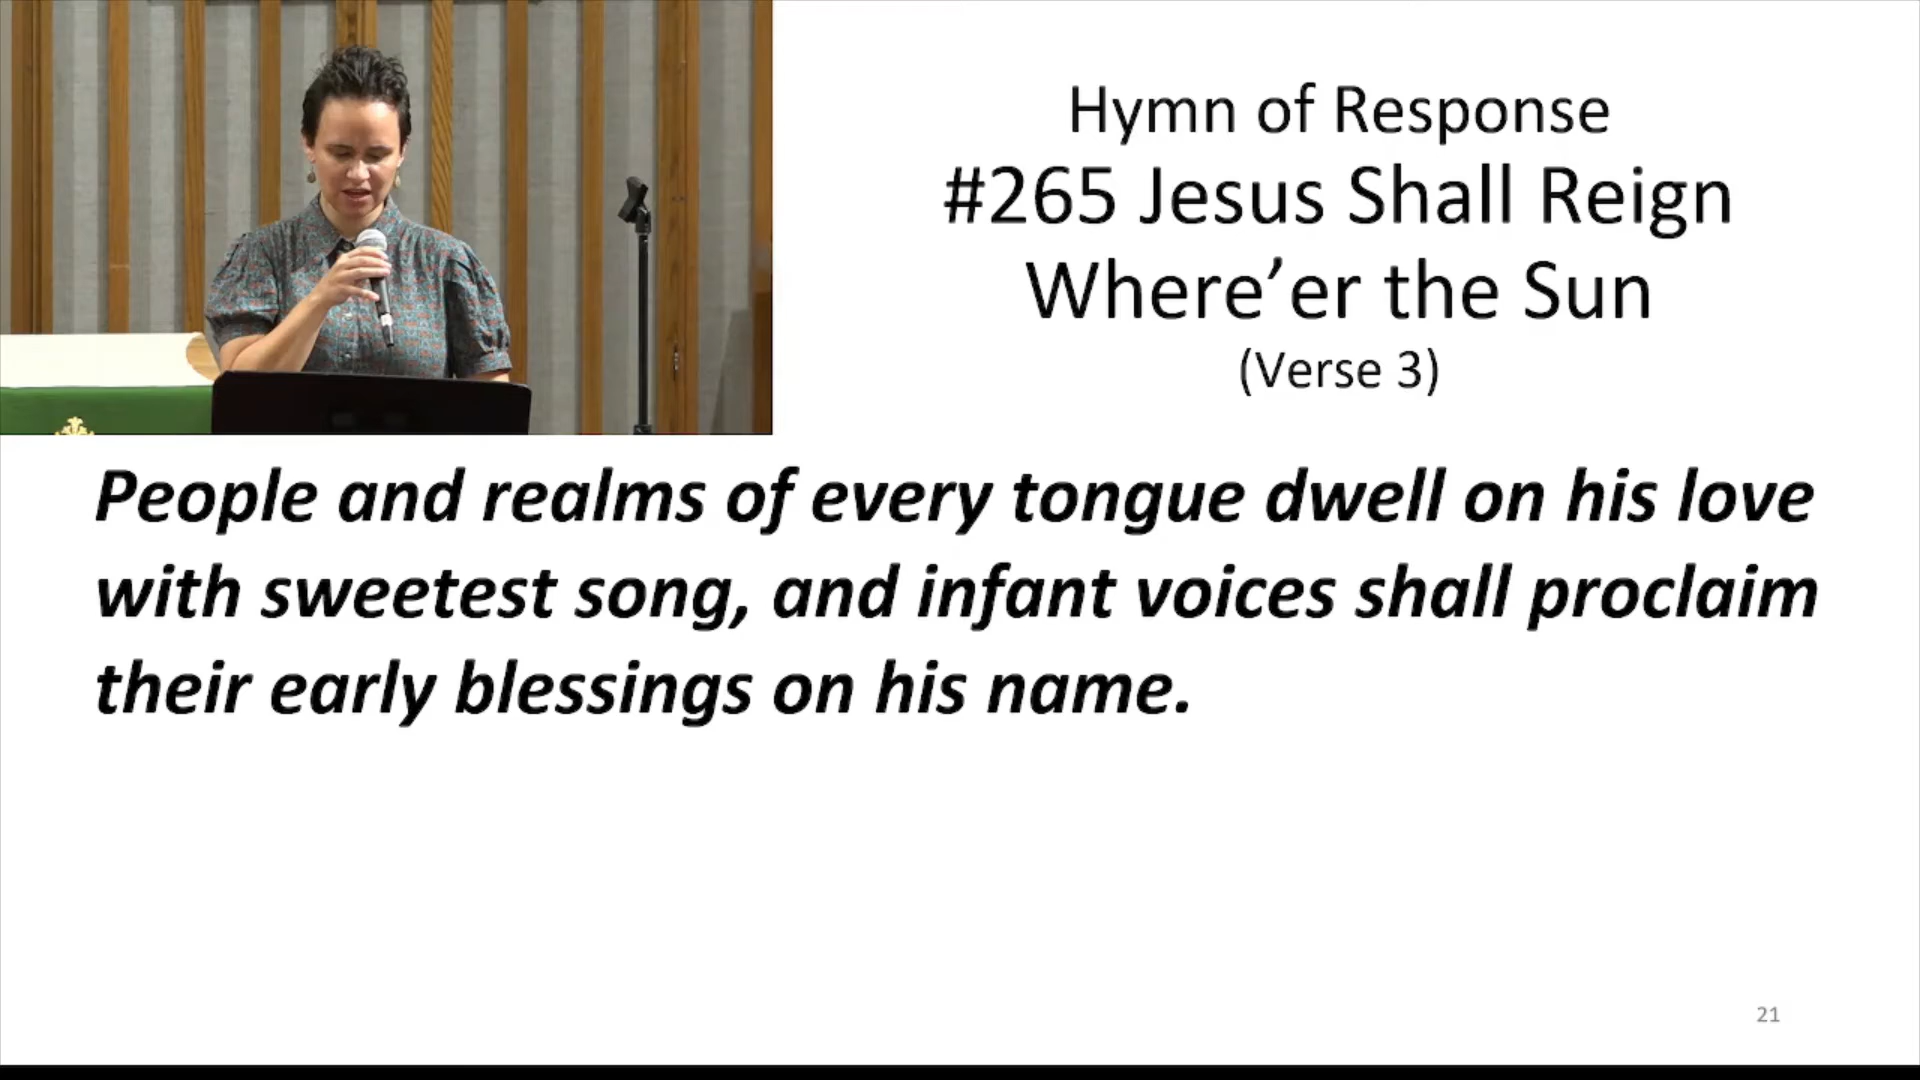 Hymn of Response
#265 Jesus Shall Reign
Where’er the Sun
(Verse 3)
People and realms of every tongue dwell on his love
with sweetest song, and infant voices shall proclaim
their early blessings on his name.
21